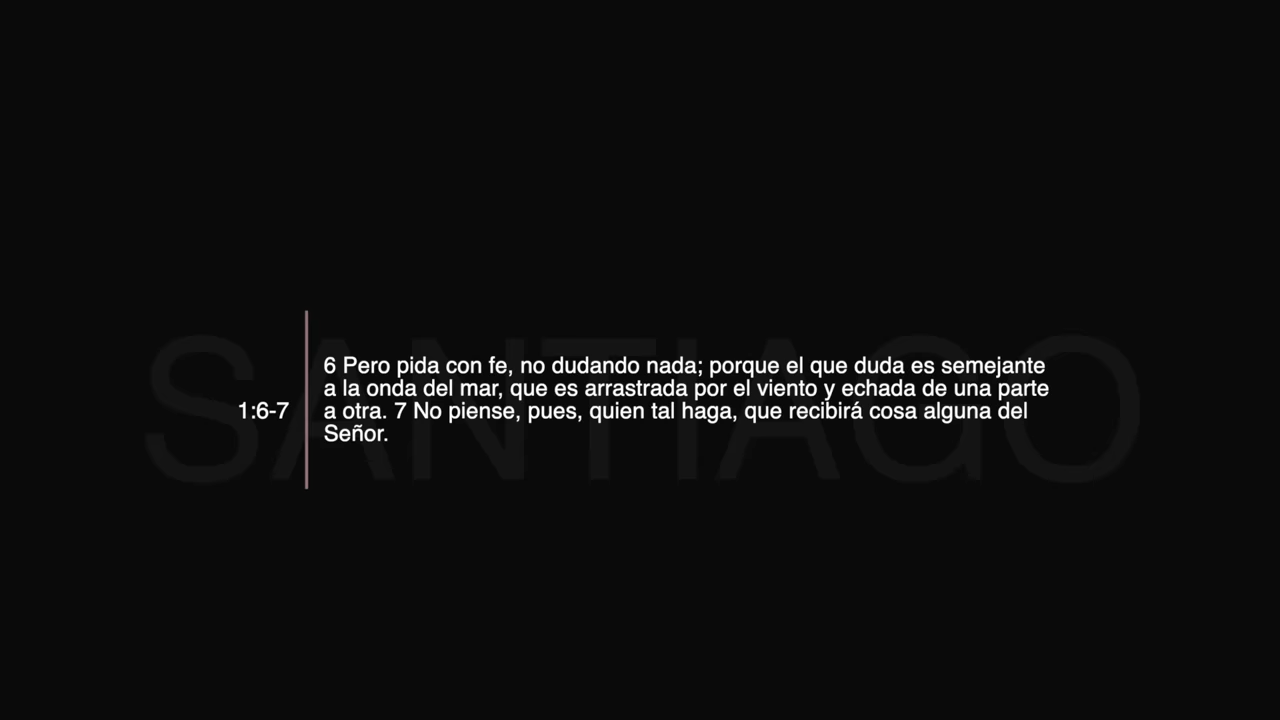 SANTIAGO
1:6-7
6 Pero pida con fe, no dudando nada; porque el que duda es semejante
a la onda del mar, que es arrastrada por el viento y echada de una parte
a otra. 7 No piense, pues, quien tal haga, que recibirá cosa alguna del
Señor.